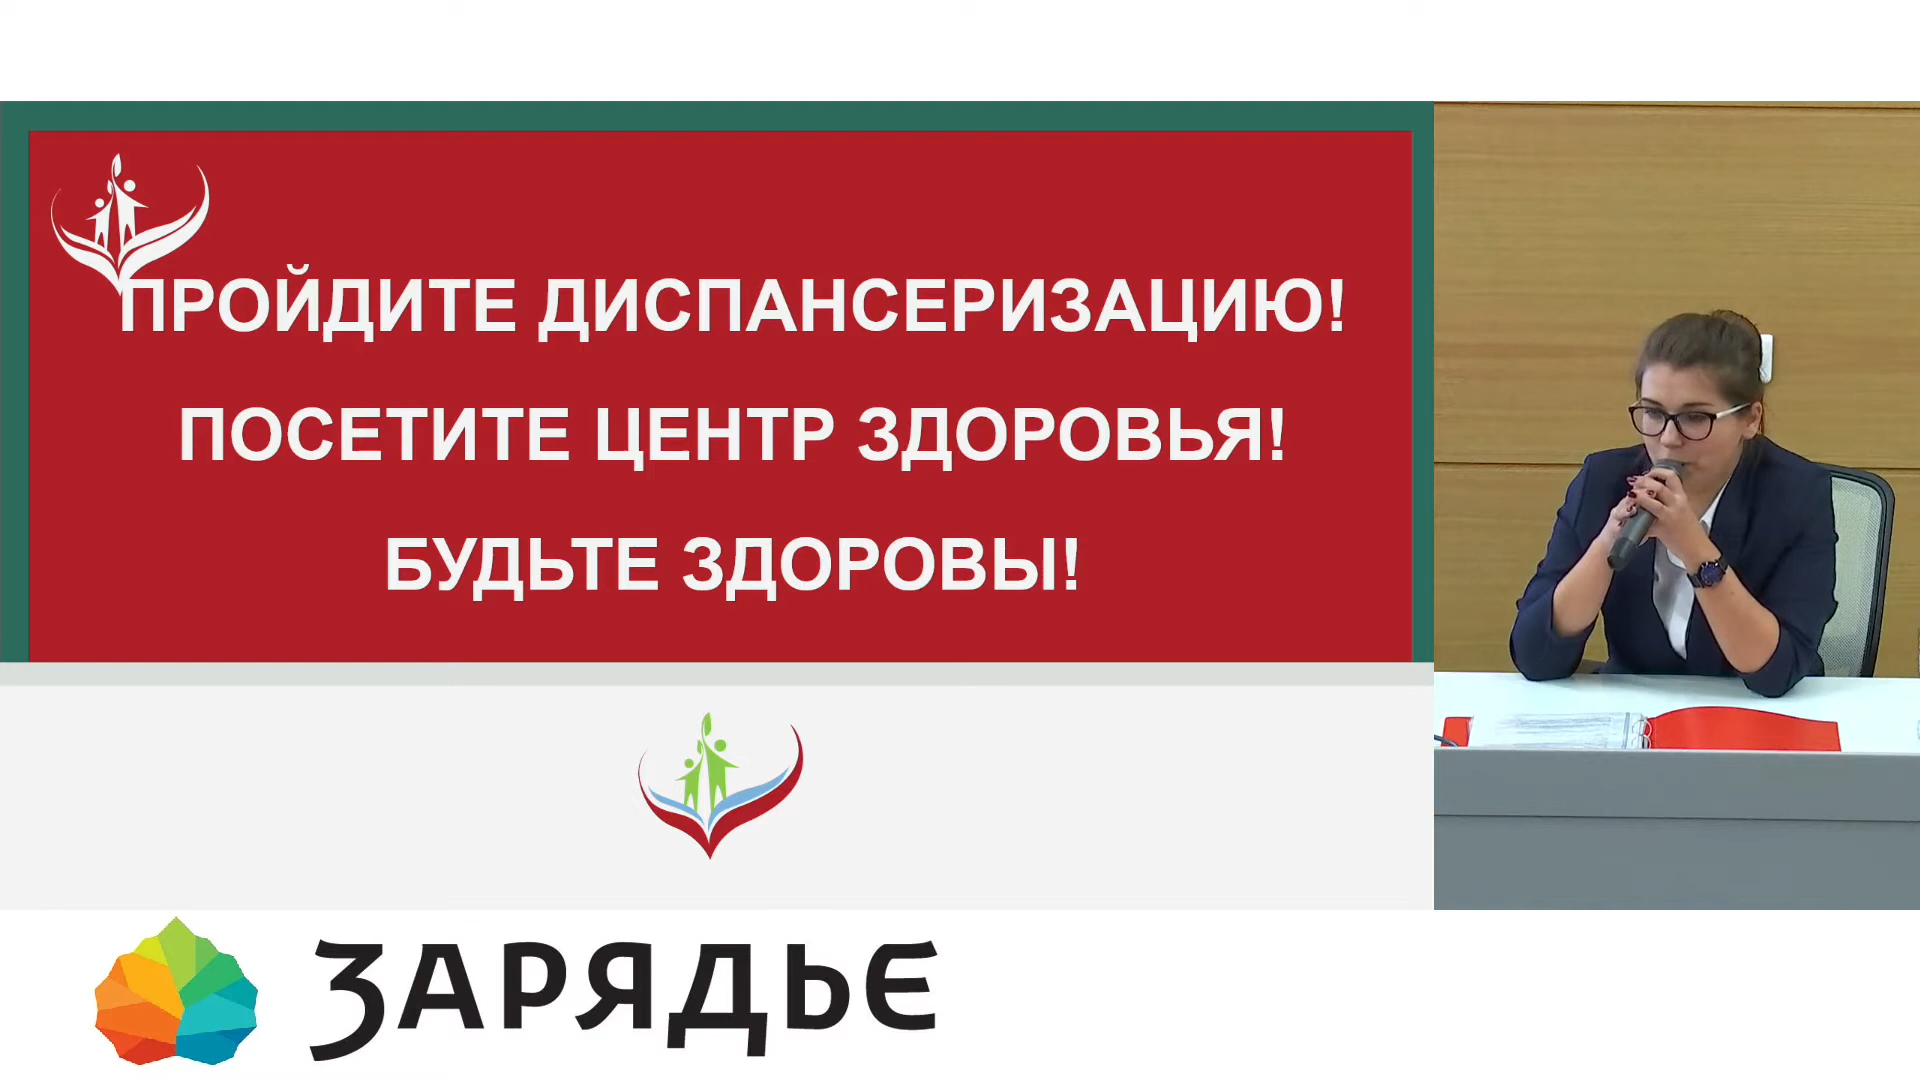 ПРОЙДИТЕ ДИСПАНСЕРИЗАЦИЮ!
ПОСЕТИТЕ ЦЕНТР ЗДОРОВЬЯ!
БУДЬТЕ ЗДОРОВЫ!
ЗАРЯДЬЕ